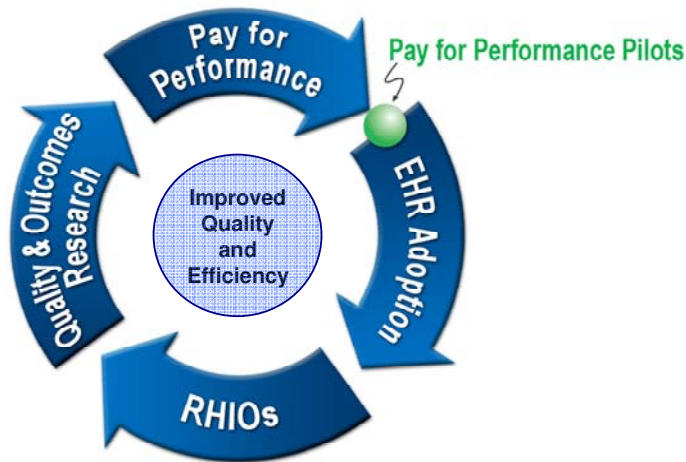 Pay for
Performance
Pay for Performance Pilots
EHR Adoption
RHIOs
Quality & Outcomes
Research
Improved
Quality
and
Efficiency